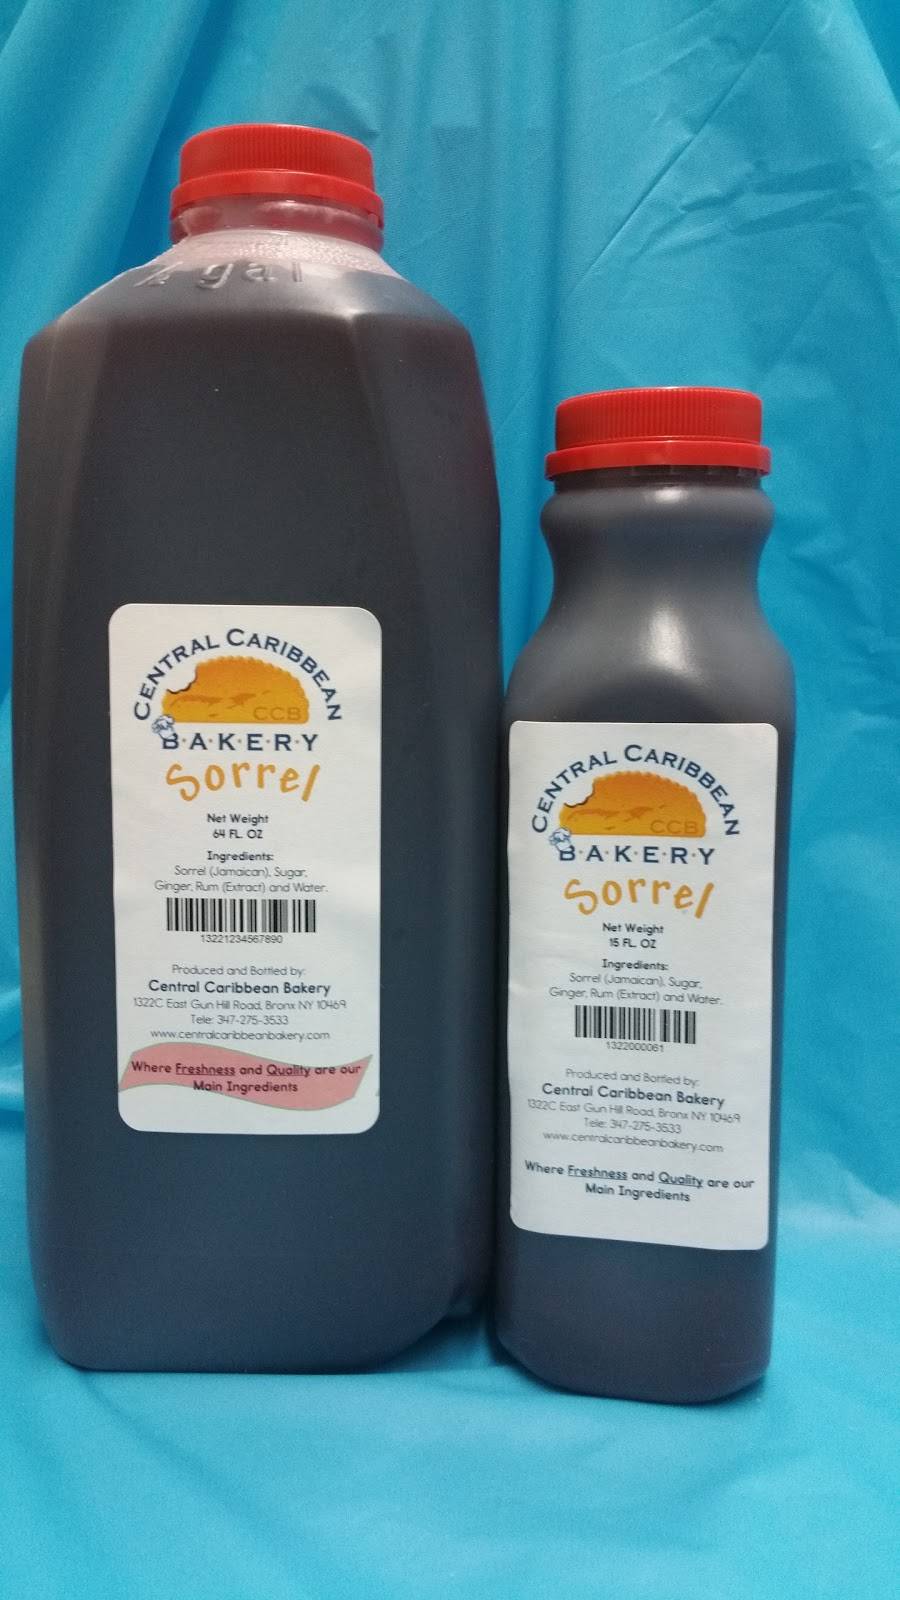 ½ gal
CENTRAL CARIBBEAN
CCB
B·A·K·E·R·Y
Sorrel
Net Weight
64 FL. OZ
Ingredients:
Sorrel (Jamaican), Sugar,
Ginger, Rum (Extract) and Water.
13221234567890
Produced and Bottled by:
Central Caribbean Bakery
1322C East Gun Hill Road, Bronx NY 10469
Tele: 347-275-3533
www.centralcaribbeanbakery.com
Where Freshness and Quality are our
Main Ingredients
CENTRAL CARIBBEAN
CCB
B·A·K·E·R·Y
Sorrel
Net Weight
15 FL. OZ
Ingredients:
Sorrel (Jamaican), Sugar,
Ginger, Rum (Extract) and Water.
1322000061
Produced and Bottled by:
Central Caribbean Bakery
1322C East Gun Hill Road, Bronx NY 10469
Tele: 347-275-3533
www.centralcaribbeanbakery.com
Where Freshness and Quality are our
Main Ingredients